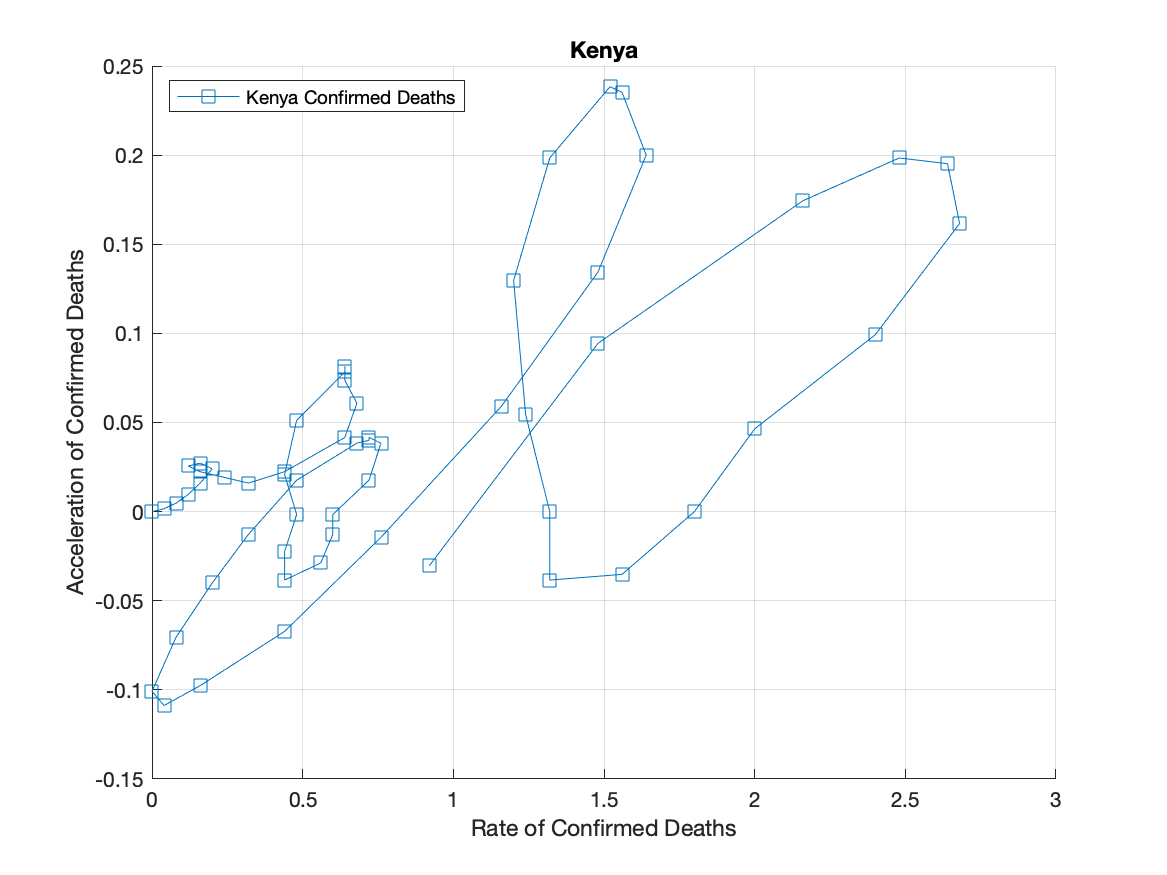 Kenya
Kenya Confirmed Deaths
0.25
0.2
0.15
0.1
0.05
0
-0.05
-0.1
-0.15
Acceleration of Confirmed Deaths
0 0.5 1 1.5 2 2.5 3
Rate of Confirmed Deaths